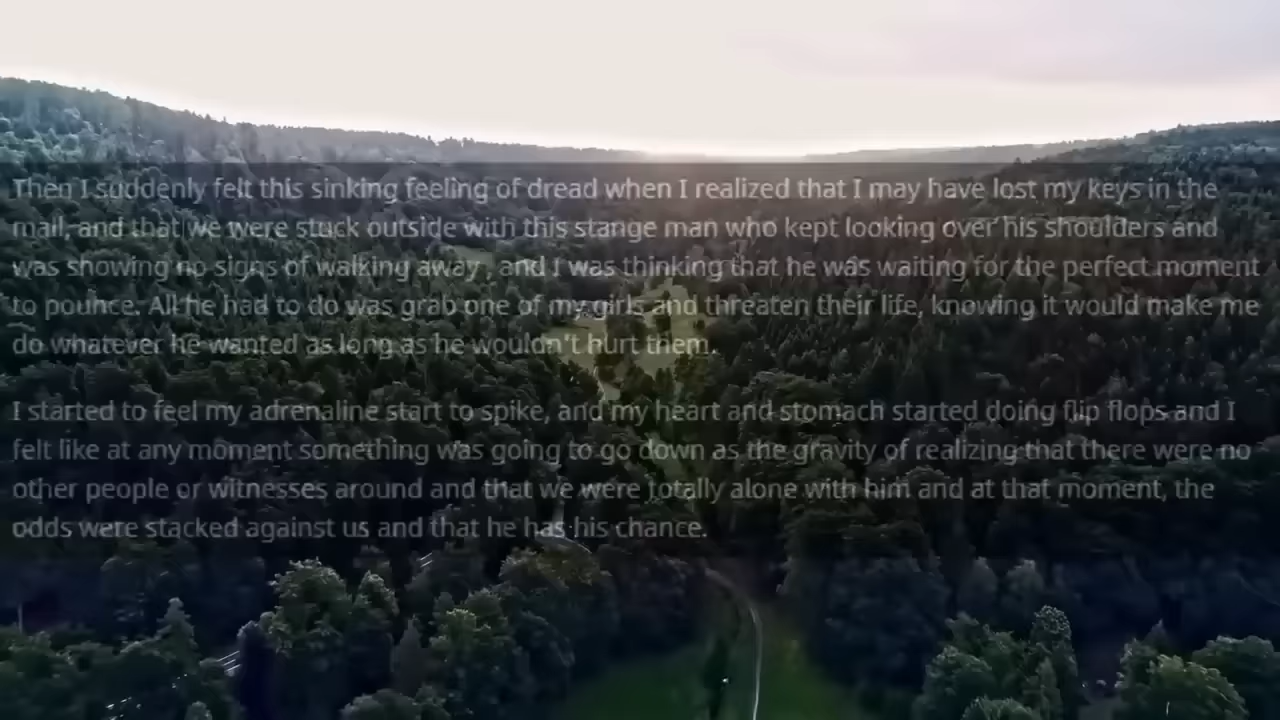 Then I suddenly felt this sinking feeling of dread when I realized that I may have lost my keys in the
mail, and that we were stuck outside with this stange man who kept looking over his shoulders and
was showing no signs of walking away, and I was thinking that he was waiting for the perfect moment
to pounce. All he had to do was grab one of my girls and threaten their life, knowing it would make me
do whatever he wanted as long as he wouldn't hurt them.
I started to feel my adrenaline start to spike, and my heart and stomach started doing flip flops and I
felt like at any moment something was going to go down as the gravity of realizing that there were no
other people or witnesses around and that we were totally alone with him and at that moment, the
odds were stacked against us and that he had his chance.